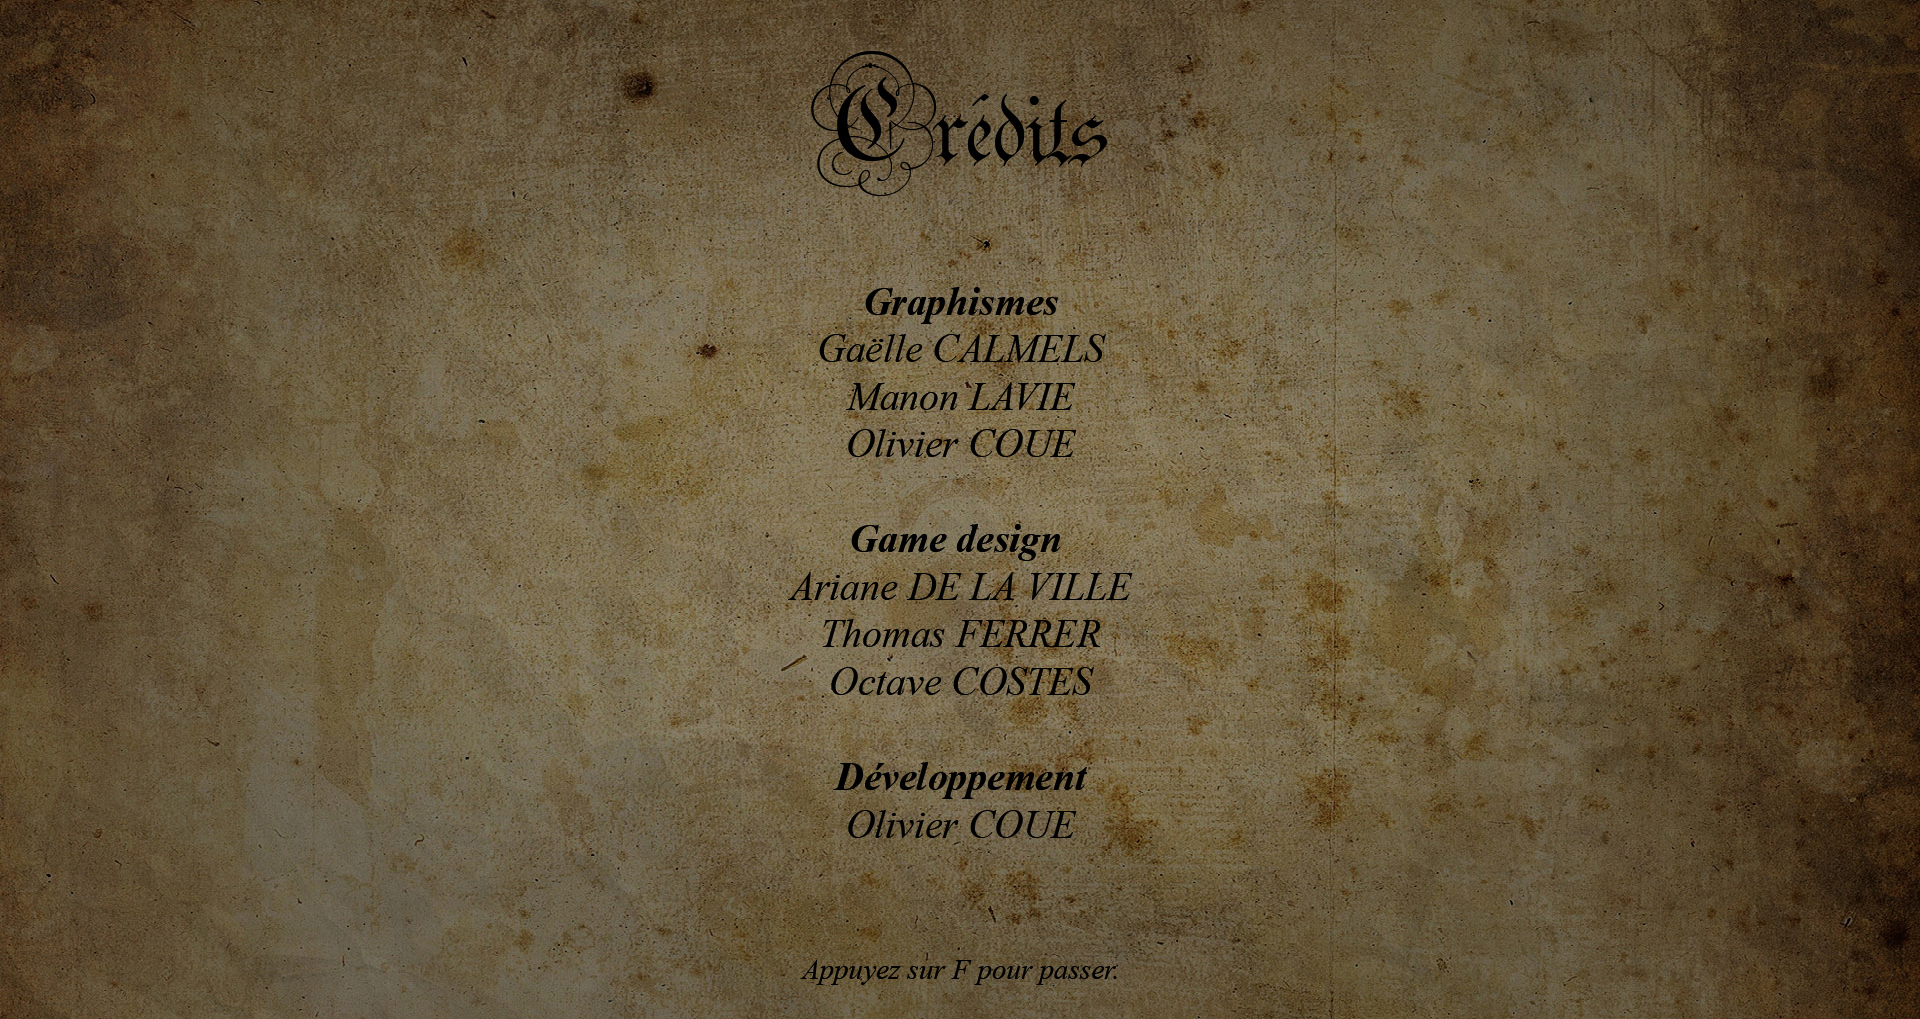 Crédits
Graphismes
Gaëlle CALMELS
Manon LAVIE
Olivier COUE
Game design
Ariane DE LA VILLE
Thomas FERRER
Octave COSTES
Développement
Olivier COUE
Appuyez sur F pour passer.